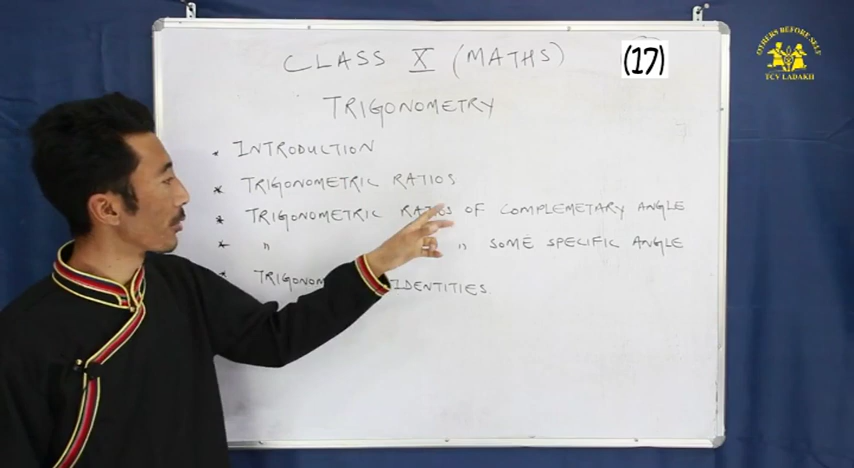 CLASS X (MATHS)
(17)
OTHERS BEFORE SELF
TCV LADAKH
TRIGONOMETRY
* INTRODUCTION
* TRIGONOMETRIC RATIOS
* TRIGONOMETRIC RATIOS OF COMPLEMETARY ANGLE
* " " SOME SPECIFIC ANGLE
* TRIGONOM IDENTITIES